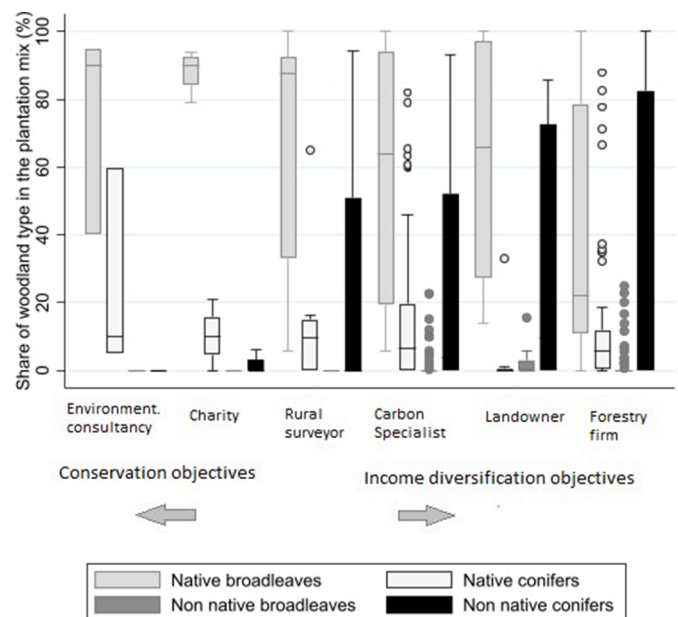 Share of woodland type in the plantation mix (%)
100
80
60
40
20
0
Environment.
consultancy
Charity
Rural
surveyor
Carbon
Specialist
Landowner
Forestry
firm
Conservation objectives
Income diversification objectives
Native broadleaves
Native conifers
Non native broadleaves
Non native conifers